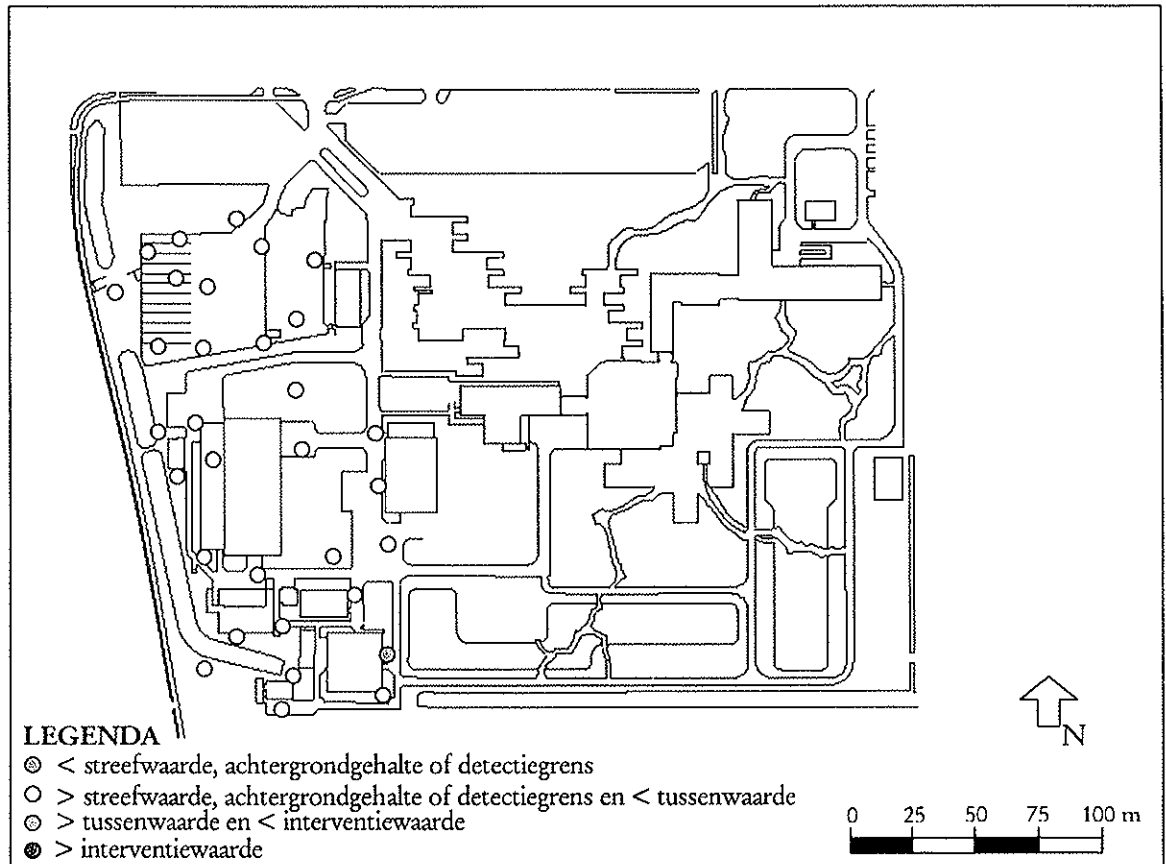 LEGENDA
< streefwaarde, achtergrondgehalte of detectiegrens
> streefwaarde, achtergrondgehalte of detectiegrens en < tussenwaarde
> tussenwaarde en < interventiewaarde
> interventiewaarde
N
0 25 50 75 100 m